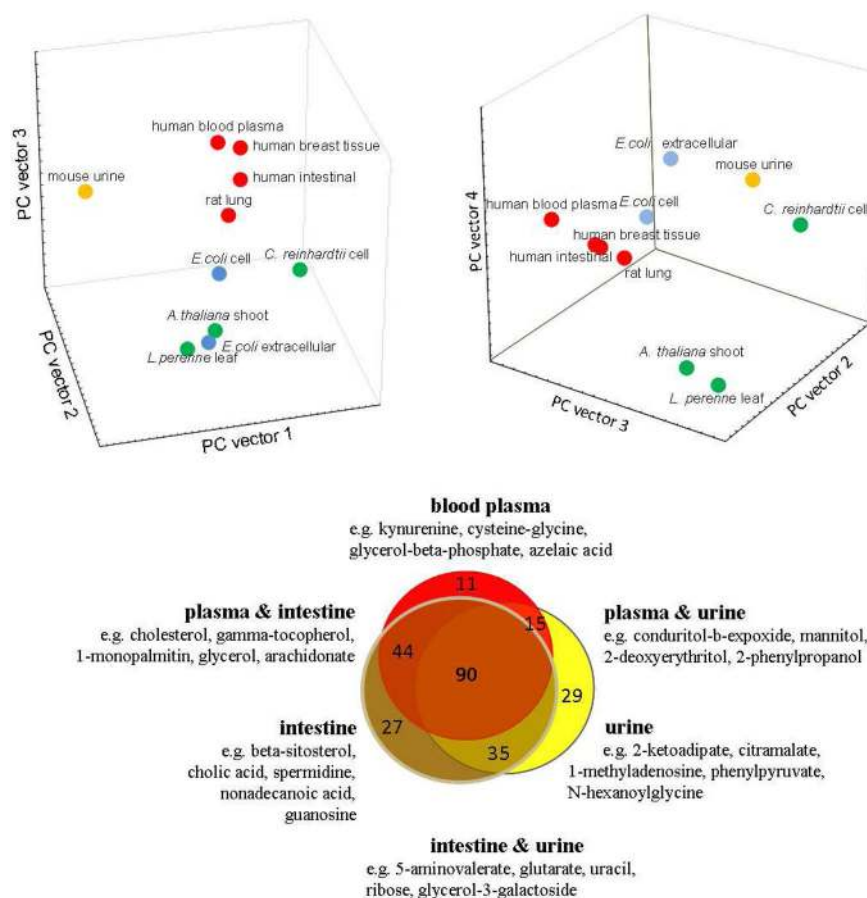 PC vector 3
human blood plasma
human breast tissue
mouse urine
human intestinal
rat lung
E.coli cell
C. reinhardtii cell
A.thaliana shoot
E.coli extracellular
L.perenne leaf
PC vector 2
PC vector 1
PC vector 4
E.coli extracellular
mouse urine
human blood plasma
E.coli cell
C. reinhardtii cell
human breast tissue
human intestinal
rat lung
A. thaliana shoot
L. perenne leaf
PC vector 3
PC vector 2
blood plasma
e.g. kynurenine, cysteine-glycine,
glycerol-beta-phosphate, azelaic acid
11
plasma & intestine
e.g. cholesterol, gamma-tocopherol,
1-monopalmitin, glycerol, arachidonate
15
plasma & urine
e.g. conduritol-b-expoxide, mannitol,
2-deoxyerythritol, 2-phenylpropanol
44
90
29
intestine
e.g. beta-sitosterol,
cholic acid, spermidine,
nonadecanoic acid,
guanosine
27
35
urine
e.g. 2-ketoadipate, citramalate,
1-methyladenosine, phenylpyruvate,
N-hexanoylglycine
intestine & urine
e.g. 5-aminovalerate, glutarate, uracil,
ribose, glycerol-3-galactoside